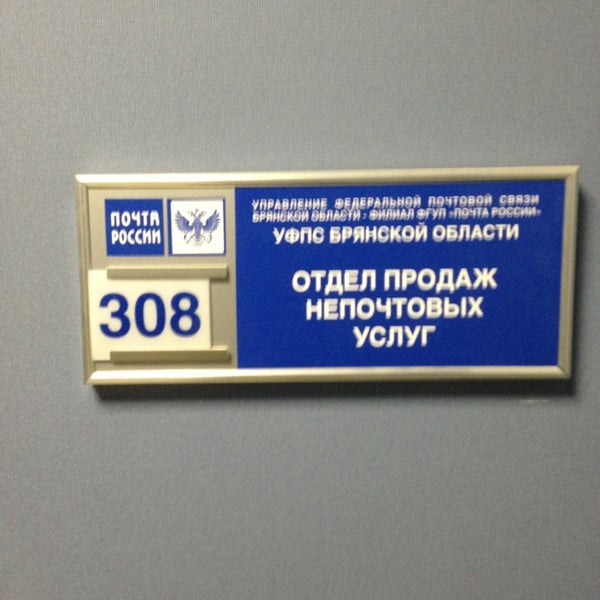 ПОЧТА
РОССИИ
308
УПРАВЛЕНИЕ ФЕДЕРАЛЬНОЙ ПОЧТОВОЙ СВЯЗИ
БРЯНСКОЙ ОБЛАСТИ - ФИЛИАЛ ФГУП «ПОЧТА РОССИИ»
УФПС БРЯНСКОЙ ОБЛАСТИ
ОТДЕЛ ПРОДАЖ
НЕПОЧТОВЫХ
УСЛУГ